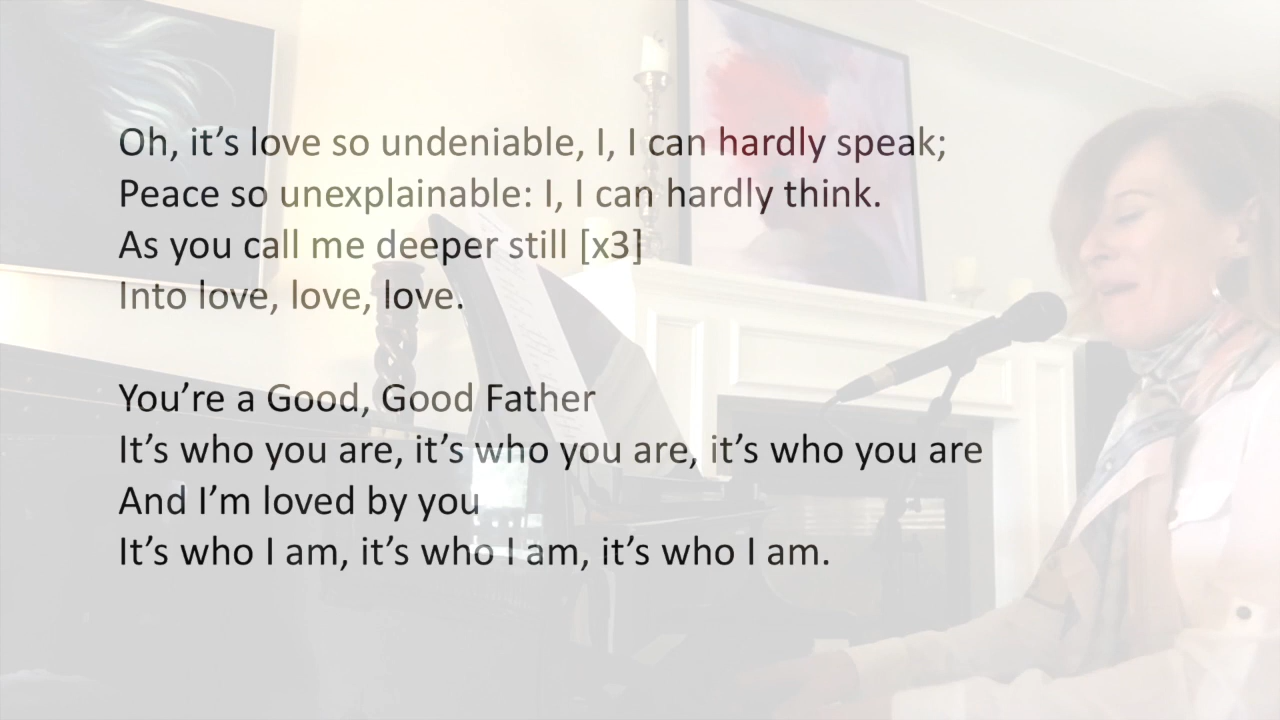 Oh, it’s love so undeniable, I, I can hardly speak;
Peace so unexplainable: I, I can hardly think.
As you call me deeper still [x3]
Into love, love, love.
You’re a Good, Good Father
It’s who you are, it’s who you are, it’s who you are
And I’m loved by you
It’s who I am, it’s who I am, it’s who I am.